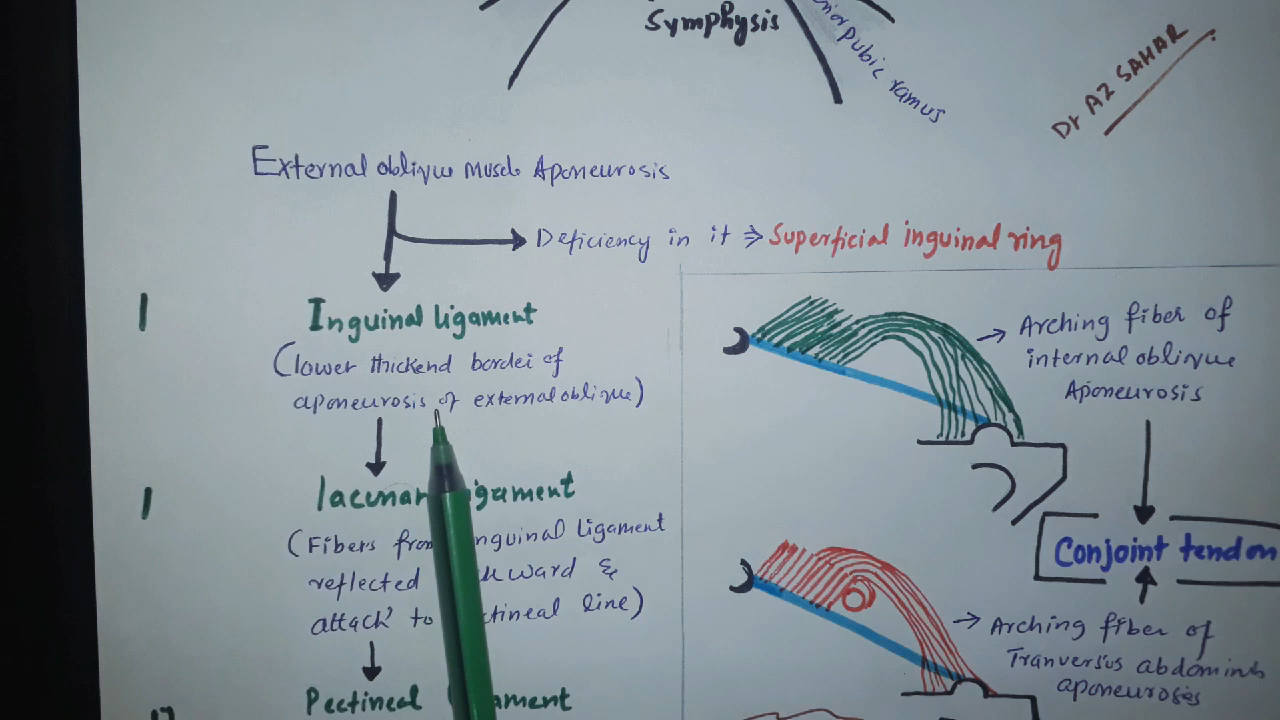 Symphysis
pubic ramus
Dr AZ SAHAR
External oblique muscle Aponeurosis
Deficiency in it ⇒ Superficial inguinal ring
1
Inguinal ligament
(lower thickend border of
aponeurosis of external oblique)
1
lacunar ligament
(Fibers from inguinal ligament
reflected &
attach' to line)
Pectineal
Arching fiber of
internal oblique
Aponeurosis
Conjoint tendon
Arching fiber of
Tranversus abdominis
aponeurosis